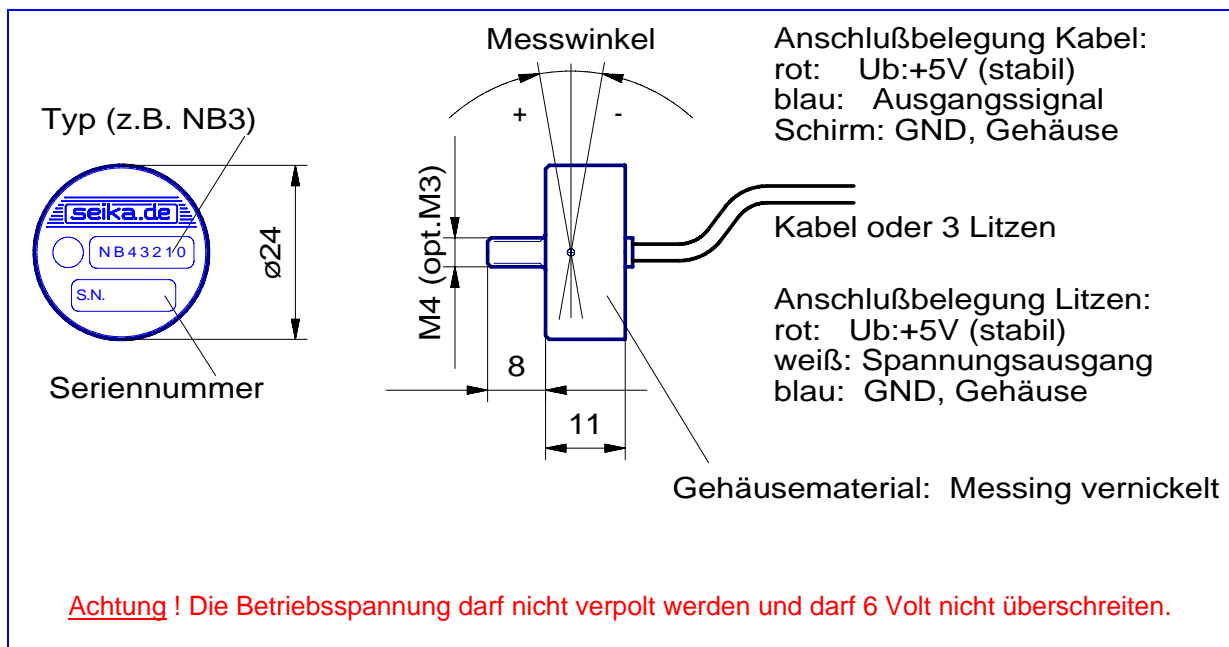 Messwinkel
+ -
Typ (z.B. NB3)
seika.de
NB43210
S.N.
Seriennummer
ø24
M4 (opt.M3)
8
11
Anschlußbelegung Kabel:
rot: Ub:+5V (stabil)
blau: Ausgangssignal
Schirm: GND, Gehäuse
Kabel oder 3 Litzen
Anschlußbelegung Litzen:
rot: Ub:+5V (stabil)
weiß: Spannungsausgang
blau: GND, Gehäuse
Gehäusematerial: Messing vernickelt
Achtung ! Die Betriebsspannung darf nicht verpolt werden und darf 6 Volt nicht überschreiten.